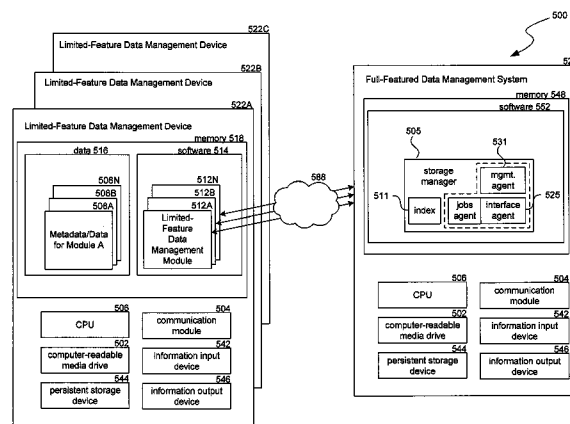 500
522C
Limited-Feature Data Management Device
522B
Limited-Feature Data Management Device
522A
Limited-Feature Data Management Device
memory 518
data 516
software 514
508N
508B
508A
Metadata/Data
for Module A
512N
512B
512A
Limited-
Feature
Data
Management
Module
588
506
CPU
504
communication
module
502
computer-readable
media drive
542
information input
device
544
persistent storage
device
546
information output
device
Full-Featured Data Management System
memory 548
software 552
505
531
storage
manager
mgmt.
agent
511
index
jobs
agent
interface
agent
525
506
CPU
504
communication
module
502
computer-readable
media drive
542
information input
device
544
persistent storage
device
546
information output
device